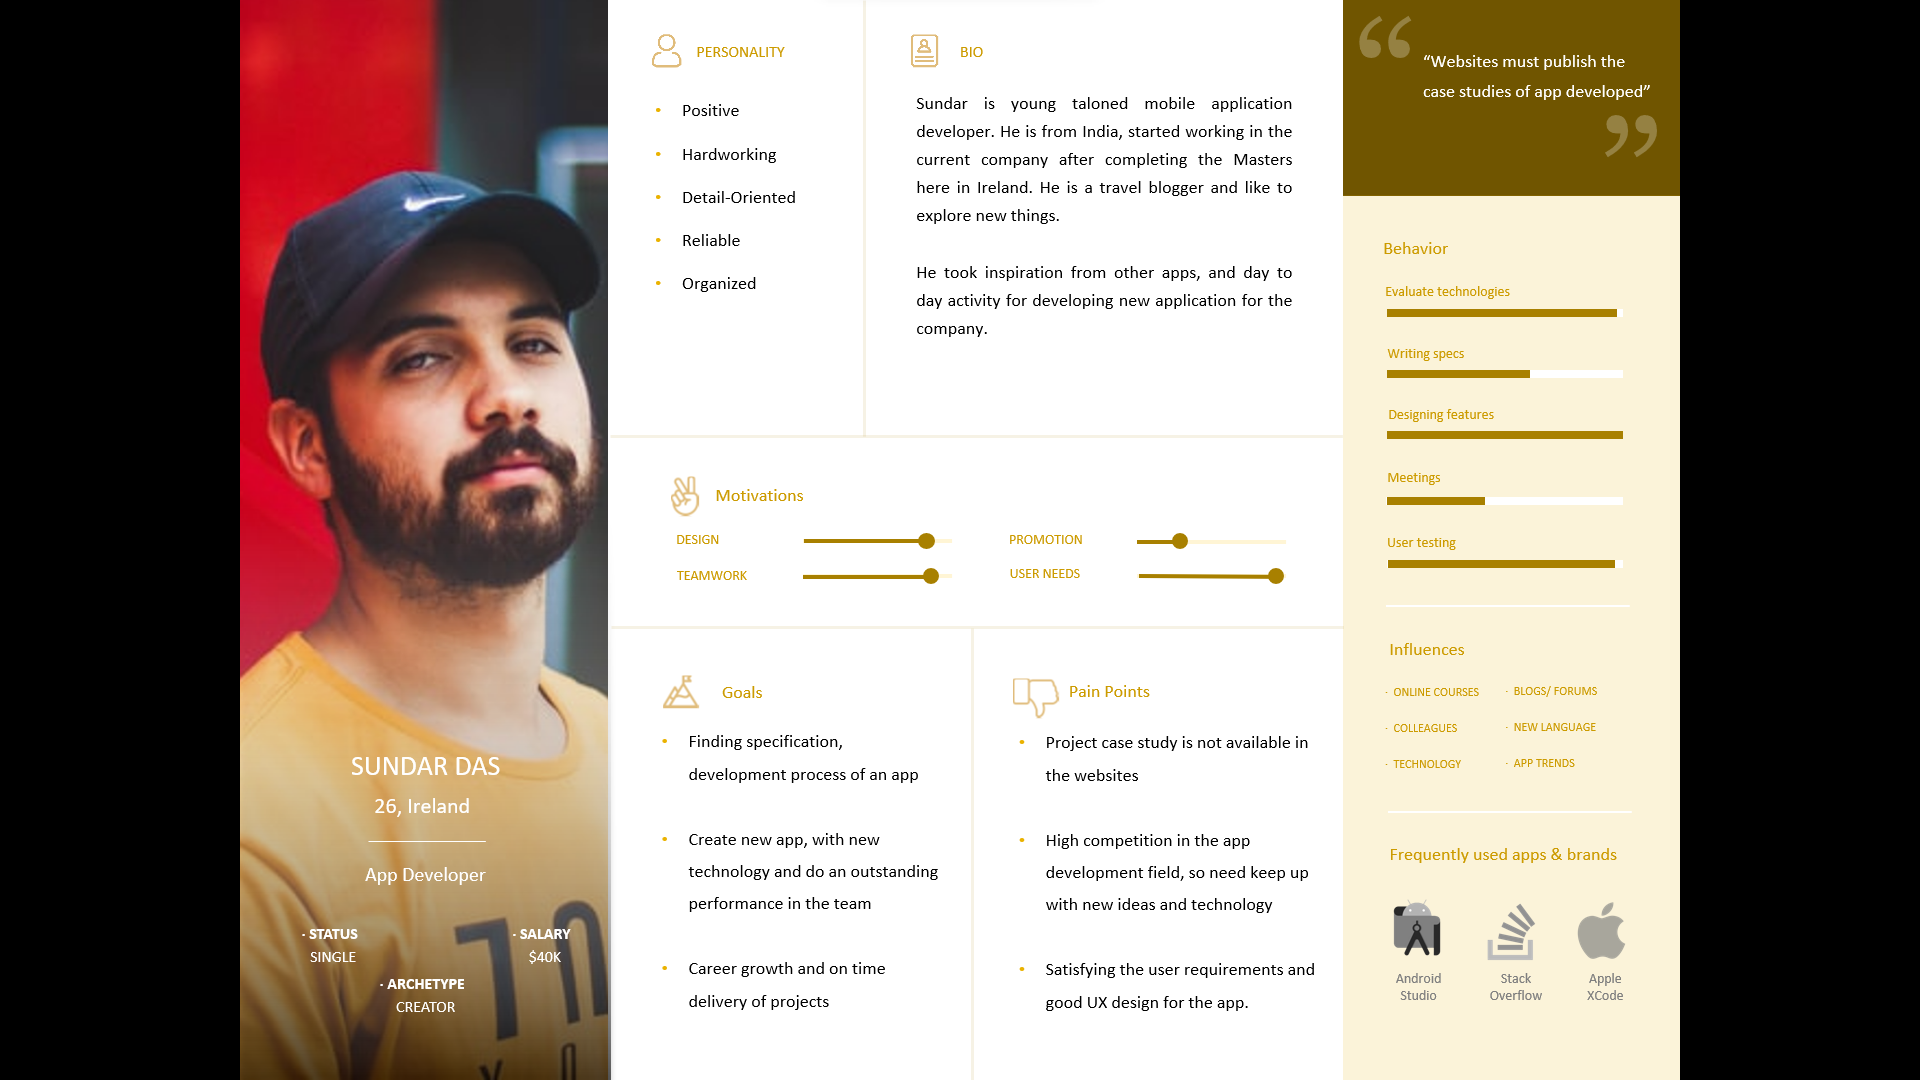 SUNDAR DAS
26, Ireland
App Developer
· STATUS
SINGLE
· SALARY
$40K
· ARCHETYPE
CREATOR
PERSONALITY
• Positive
• Hardworking
• Detail-Oriented
• Reliable
• Organized
BIO
Sundar is young taloned mobile application
developer. He is from India, started working in the
current company after completing the Masters
here in Ireland. He is a travel blogger and like to
explore new things.
He took inspiration from other apps, and day to
day activity for developing new application for the
company.
Motivations
DESIGN
TEAMWORK
PROMOTION
USER NEEDS
Goals
• Finding specification,
development process of an app
• Create new app, with new
technology and do an outstanding
performance in the team
• Career growth and on time
delivery of projects
Pain Points
• Project case study is not available in
the websites
• High competition in the app
development field, so need keep up
with new ideas and technology
• Satisfying the user requirements and
good UX design for the app.
“Websites must publish the
case studies of app developed”
Behavior
Evaluate technologies
Writing specs
Designing features
Meetings
User testing
Influences
- ONLINE COURSES
- COLLEAGUES
- TECHNOLOGY
- BLOGS/ FORUMS
- NEW LANGUAGE
- APP TRENDS
Frequently used apps & brands
Android
Studio
Stack
Overflow
Apple
XCode